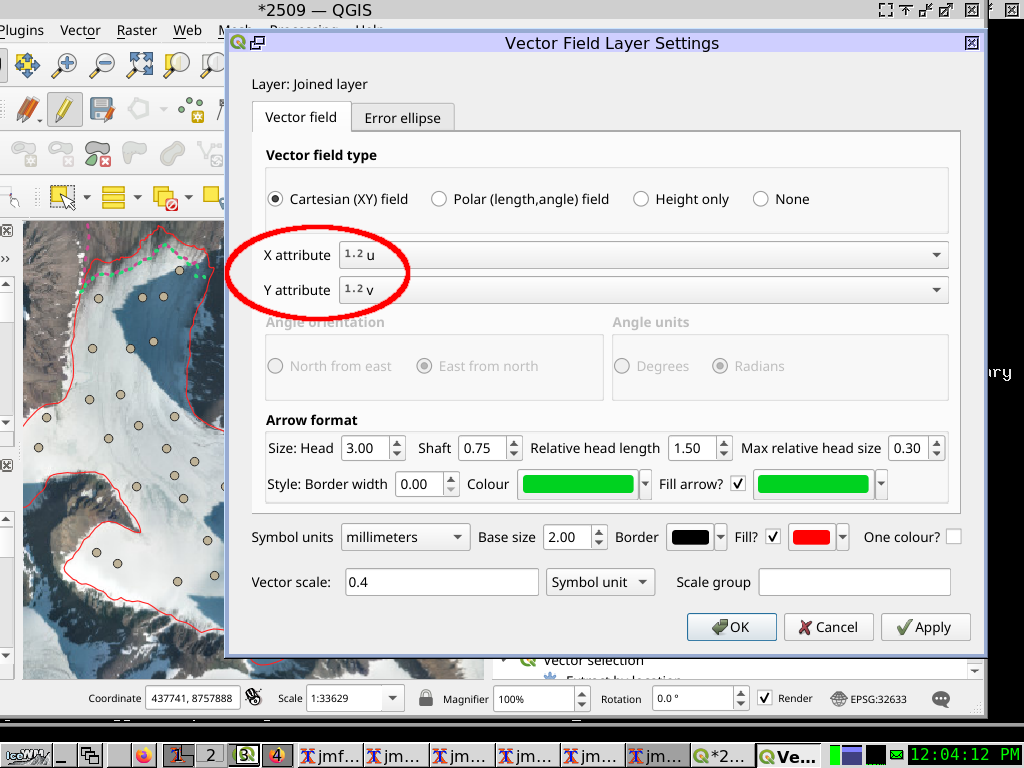 *2509 — QGIS
Plugins Vector Raster Web
Vector Field Layer Settings
Layer: Joined layer
Vector field Error ellipse
Vector field type
Cartesian (XY) field Polar (length,angle) field Height only None
X attribute 1.2 u
Y attribute 1.2 v
Angle orientation Angle units
North from east East from north Degrees Radians
ary
Arrow format
Size: Head 3.00 Shaft 0.75 Relative head length 1.50 Max relative head size 0.30
Style: Border width 0.00 Colour Fill arrow?
Symbol units millimeters Base size 2.00 Border Fill? One colour?
Vector scale: 0.4 Symbol unit Scale group
OK Cancel Apply
Vector selection
Coordinate 437741, 8757888 Scale 1:33629 Magnifier 100% Rotation 0.0 ° Render EPSG:32633
IceWM 1 2 3 4 jmf... jm... jm... jm... jm... jm... *2... Ve... 12:04:12 PM